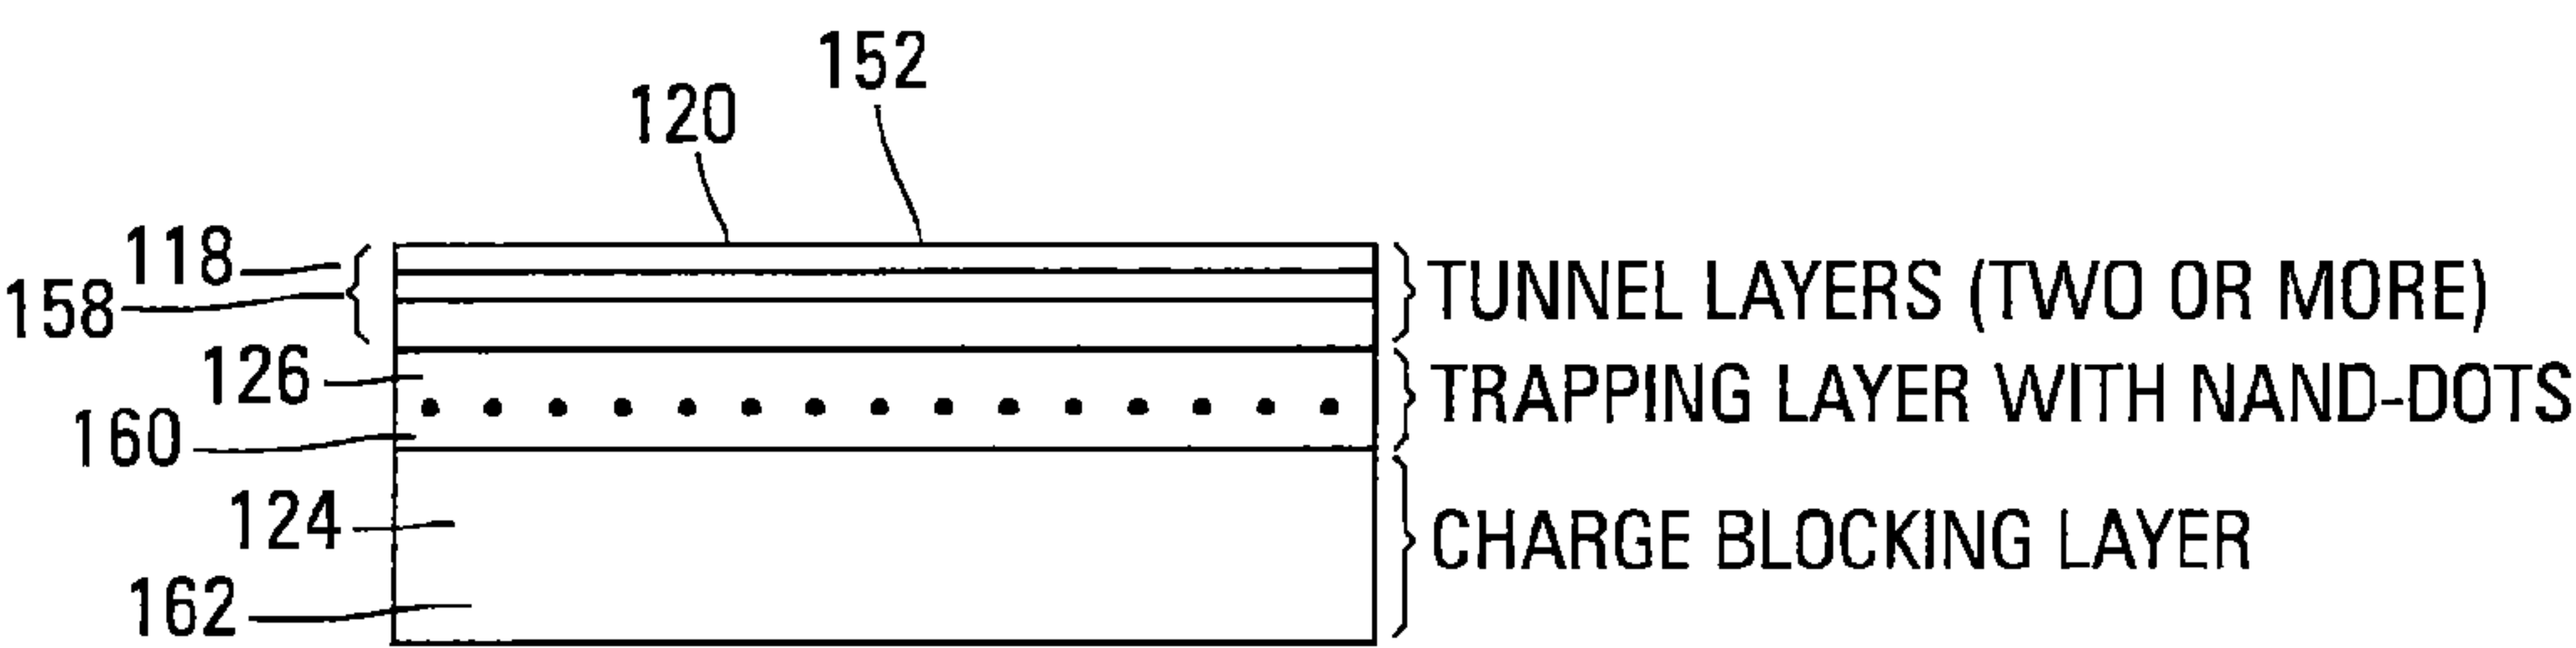 152
120
118
158
TUNNEL LAYERS (TWO OR MORE)
126
TRAPPING LAYER WITH NAND-DOTS
160
124
CHARGE BLOCKING LAYER
162